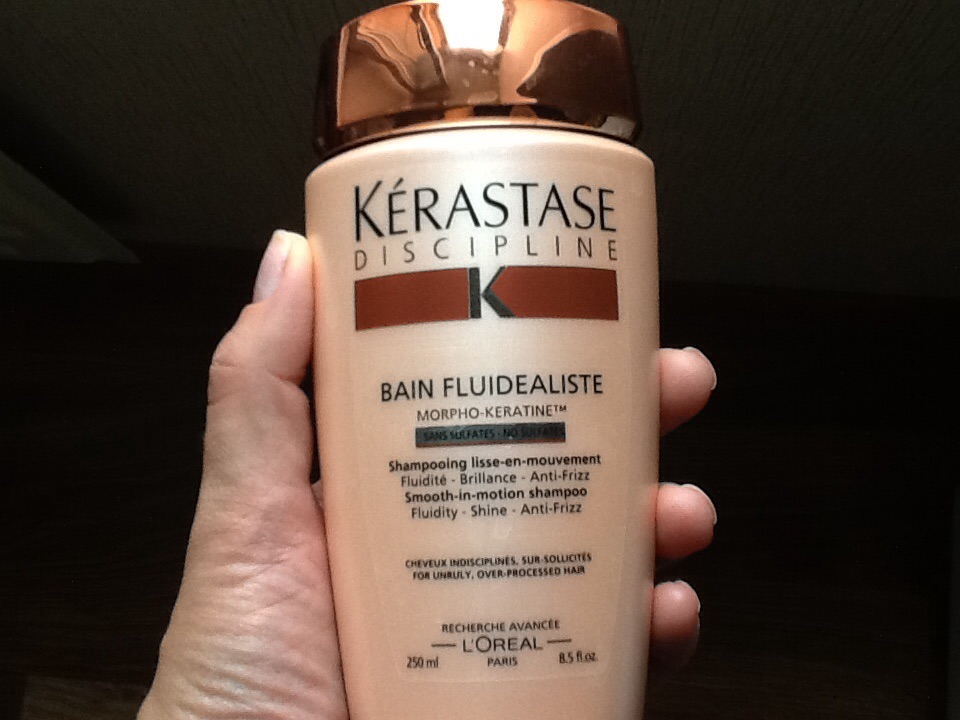 KÉRASTASE
DISCIPLINE
K
BAIN FLUIDEALISTE
MORPHO-KERATINE™
SANS SULFATES - NO SULFATES
Shampooing lisse-en-mouvement
Fluidité - Brillance - Anti-Frizz
Smooth-in-motion shampoo
Fluidity - Shine - Anti-Frizz
CHEVEUX INDISCIPLINÉS, SUR-SOLLICITÉS
FOR UNRULY, OVER-PROCESSED HAIR
RECHERCHE AVANCÉE
L'ORÉAL
250 ml PARIS 8.5 fl.oz.